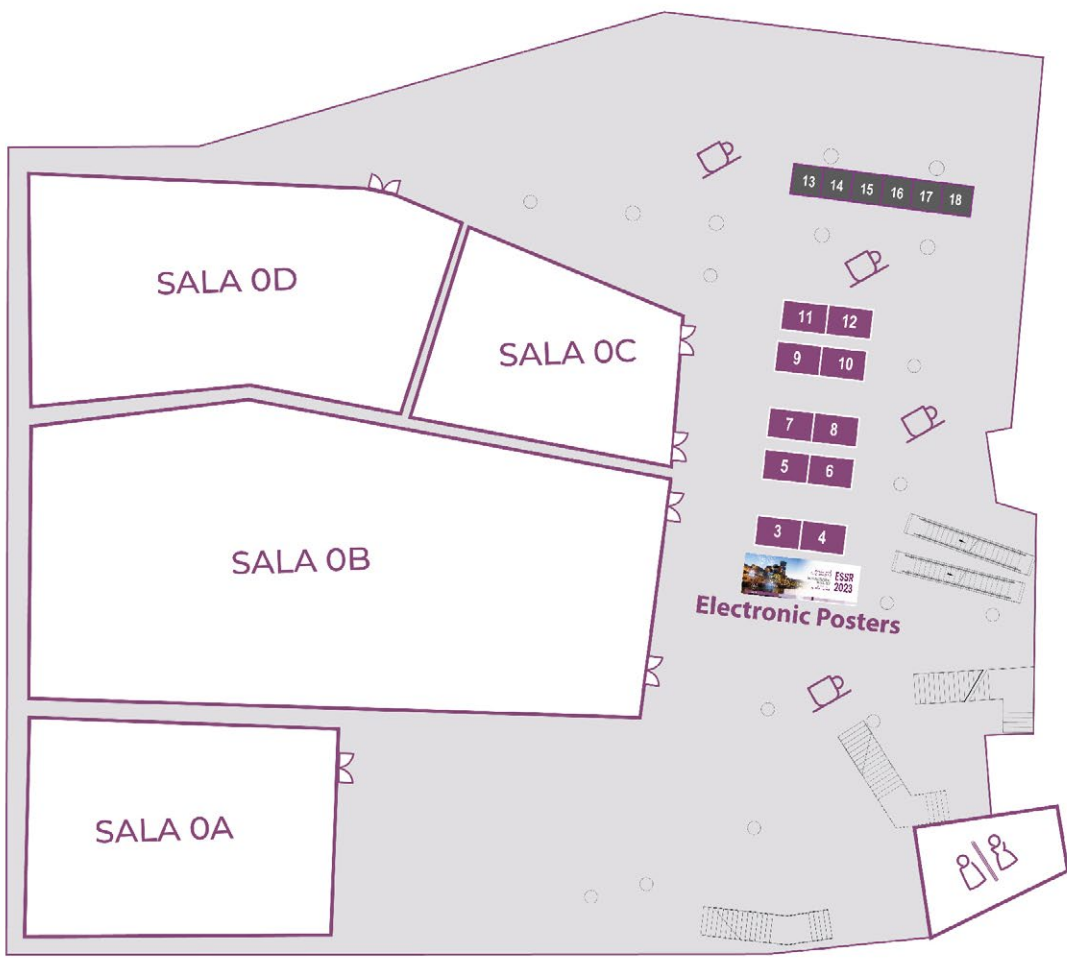 13 14 15 16 17 18
SALA 0D
11 12
SALA 0C
9 10
7 8
5 6
SALA 0B
3 4
ESSR
2023
Electronic Posters
SALA 0A